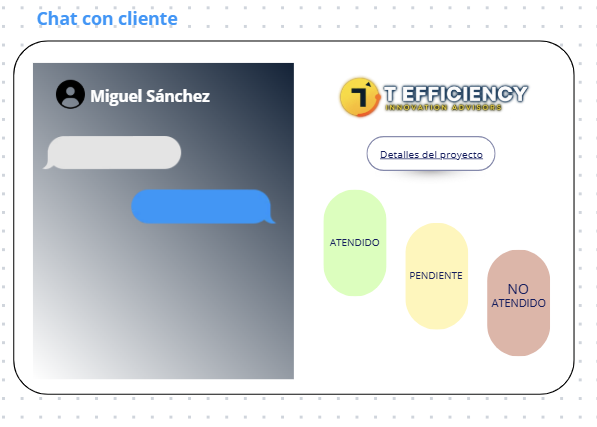 Chat con cliente
Miguel Sánchez
T EFFICIENCY
INNOVATION ADVISORS
Detalles del proyecto
ATENDIDO
PENDIENTE
NO
ATENDIDO